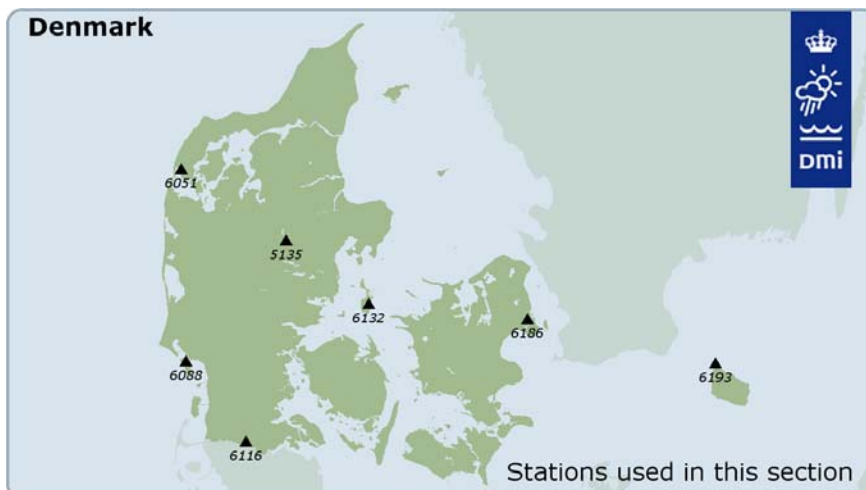 Denmark
DMi
6051
5135
6132
6186
6088
6193
6116
Stations used in this section